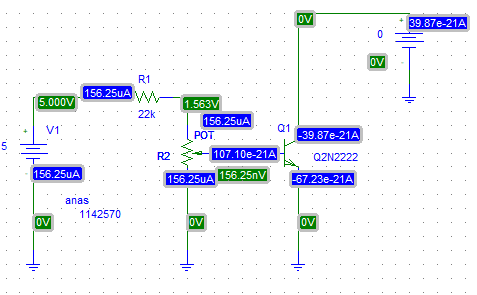 0V
39.87e-21A
0
0V
156.25uA
R1
22k
5.000V
1.563V
156.25uA
V1
5
POT
R2
Q1
-39.87e-21A
107.10e-21A
Q2N2222
156.25uA
156.25uA
156.25nV
-67.23e-21A
anas
1142570
0V
0V
0V